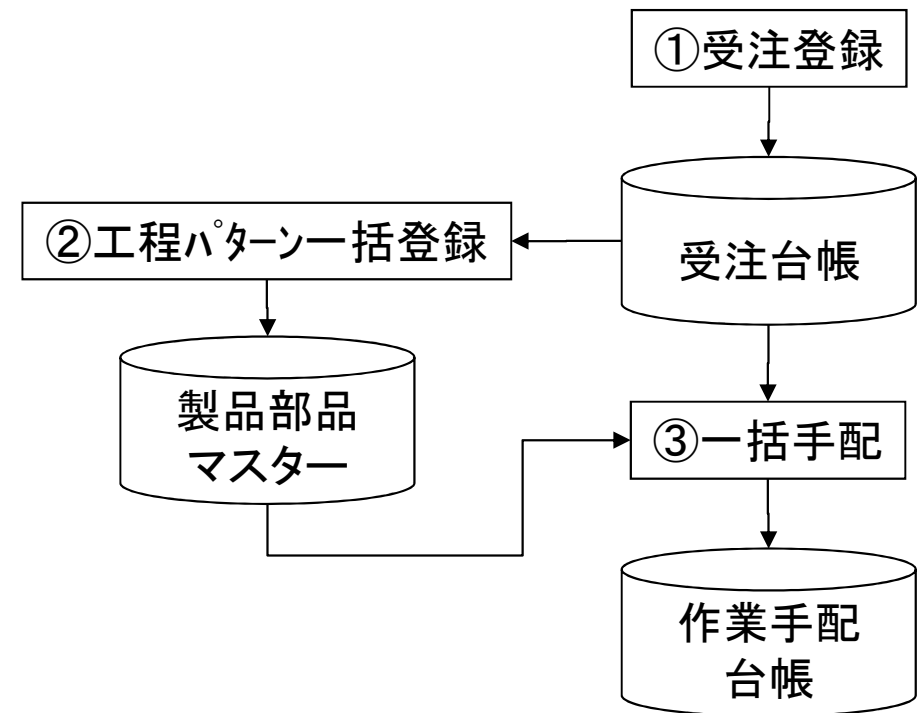 ①受注登録
受注台帳
②工程ﾊﾟﾀｰﾝ一括登録
製品部品
マスター
③一括手配
作業手配
台帳